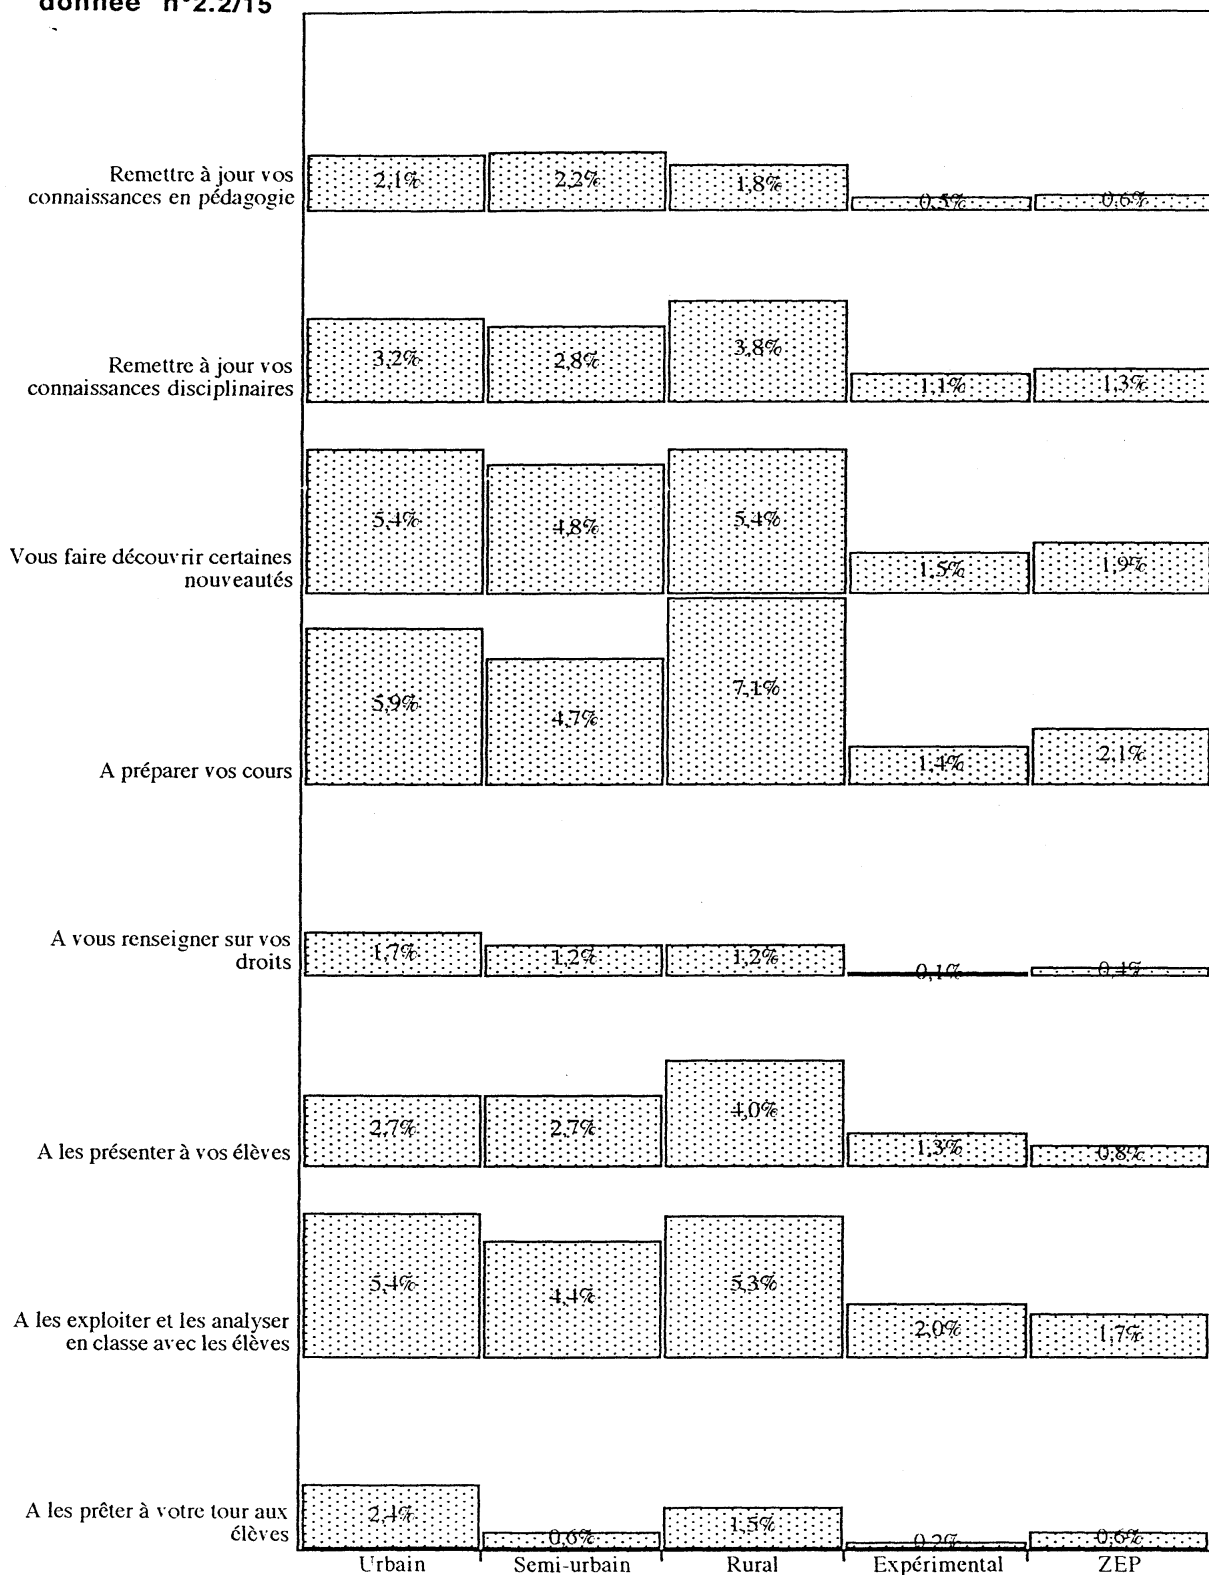 donnée n°2.2/15
Remettre à jour vos
connaissances en pédagogie
2,1% 2,2% 1,8% 0,5% 0,6%
Remettre à jour vos
connaissances disciplinaires
3,2% 2,8% 3,8% 1,1% 1,3%
Vous faire découvrir certaines
nouveautés
5,4% 4,8% 5,4% 1,5% 1,9%
A préparer vos cours
5,9% 4,7% 7,1% 1,4% 2,1%
A vous renseigner sur vos
droits
1,7% 1,2% 1,2% 0,1% 0,4%
A les présenter à vos élèves
2,7% 2,7% 4,0% 1,3% 0,8%
A les exploiter et les analyser
en classe avec les élèves
5,4% 4,4% 5,3% 2,0% 1,7%
A les prêter à votre tour aux
élèves
2,4% 0,6% 1,5% 0,2% 0,6%
Urbain Semi-urbain Rural Expérimental ZEP